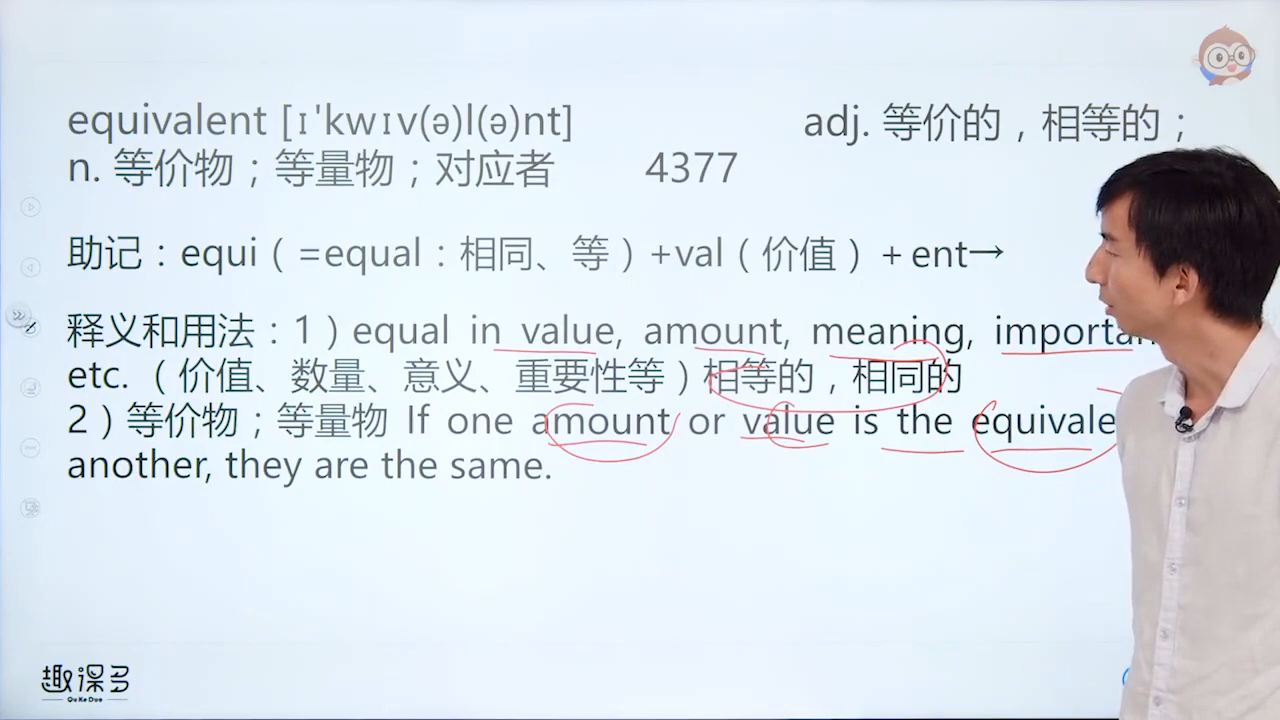 equivalent [ɪˈkwɪv(ə)l(ə)nt] adj. 等价的，相等的；
n. 等价物；等量物；对应者 4377
助记：equi（=equal：相同、等）+val（价值）+ent→
释义和用法：1）equal in value, amount, meaning,
etc.（价值、数量、意义、重要性等）相等的，相同的
2）等价物；等量物 If one amount or value is the
another, they are the same.
趣课多
QuKeDuo